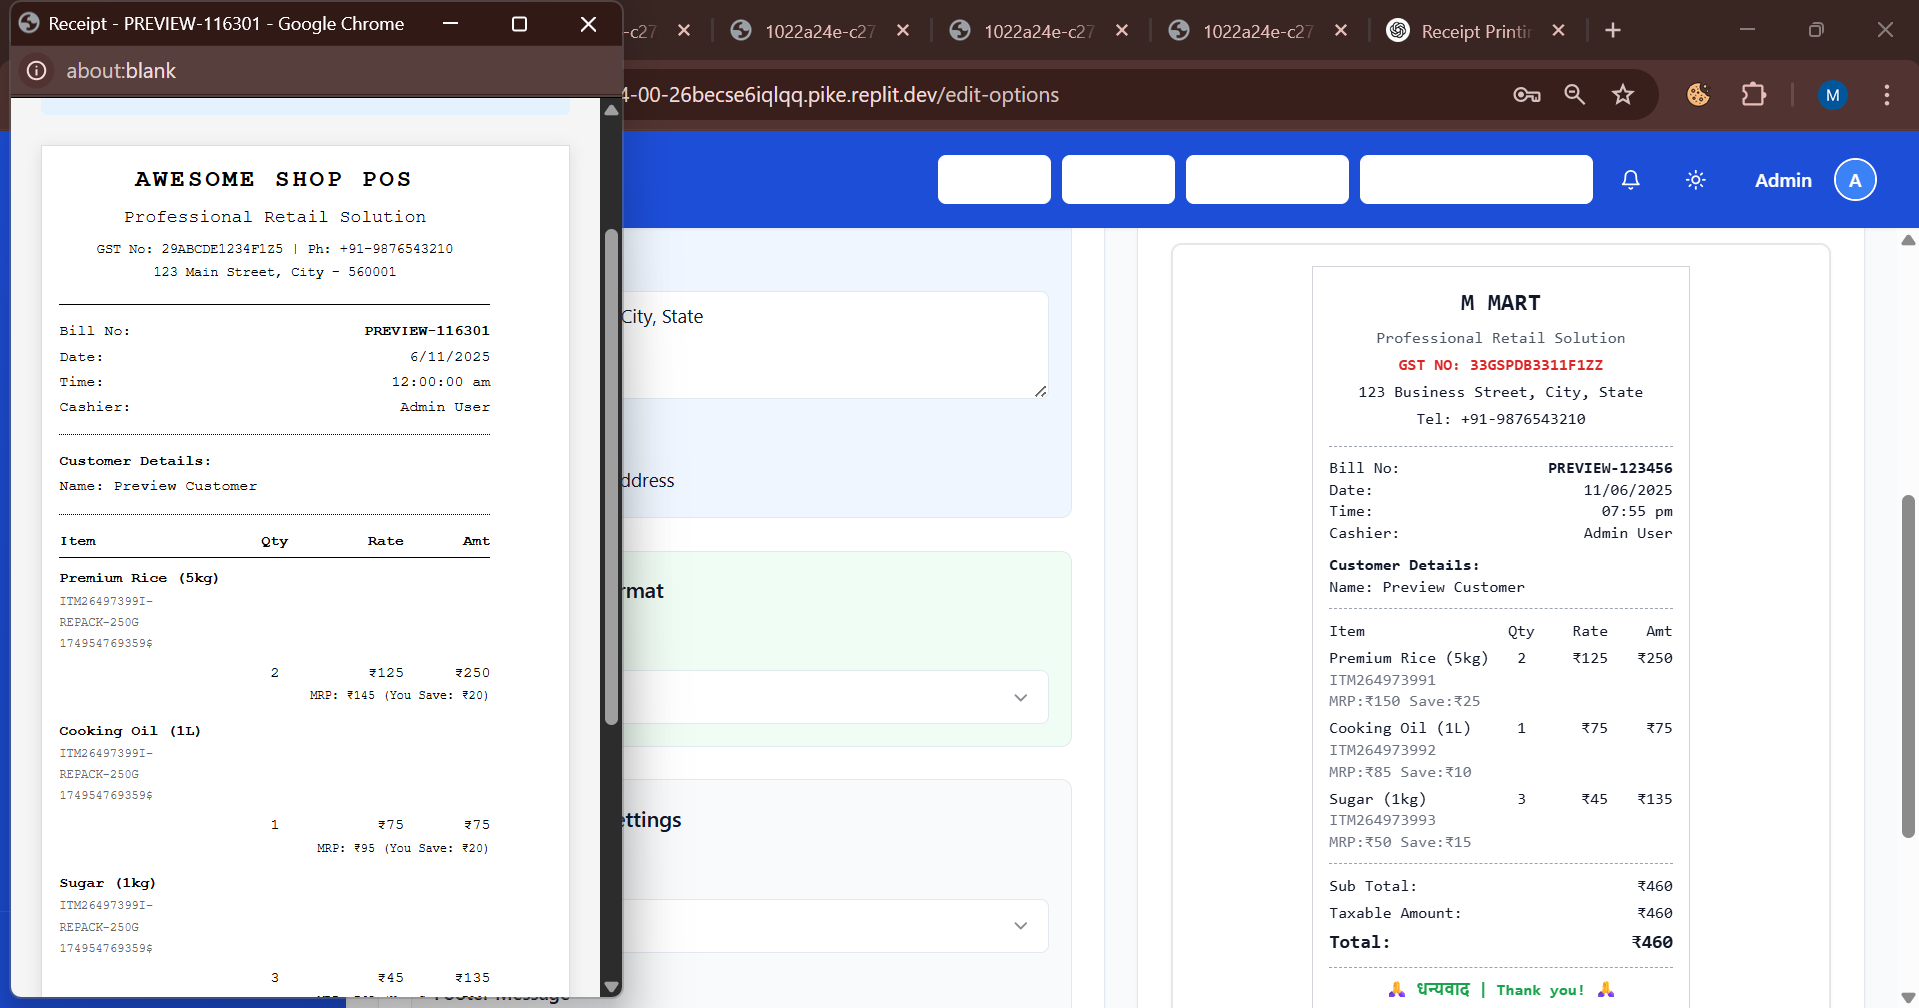 Receipt - PREVIEW-116301 - Google Chrome
about:blank
AWESOME SHOP POS
Professional Retail Solution
GST No: 29ABCDE1234F1Z5 | Ph: +91-9876543210
123 Main Street, City - 560001
Bill No: PREVIEW-116301
Date: 6/11/2025
Time: 12:00:00 am
Cashier: Admin User
Customer Details:
Name: Preview Customer
Item Qty Rate Amt
Premium Rice (5kg)
ITM26497399I-
REPACK-250G
174954769359$
2 ₹125 ₹250
MRP: ₹145 (You Save: ₹20)
Cooking Oil (1L)
ITM26497399I-
REPACK-250G
174954769359$
1 ₹75 ₹75
MRP: ₹95 (You Save: ₹20)
Sugar (1kg)
ITM26497399I-
REPACK-250G
174954769359$
3 ₹45 ₹135
-c27
1022a24e-c27
1022a24e-c27
1022a24e-c27
Receipt Printin
4-00-26becse6iqlqq.pike.replit.dev/edit-options
M
Admin
A
City, State
ddress
rmat
ettings
M MART
Professional Retail Solution
GST NO: 33GSPDB3311F1ZZ
123 Business Street, City, State
Tel: +91-9876543210
Bill No: PREVIEW-123456
Date: 11/06/2025
Time: 07:55 pm
Cashier: Admin User
Customer Details:
Name: Preview Customer
Item Qty Rate Amt
Premium Rice (5kg) 2 ₹125 ₹250
ITM264973991
MRP:₹150 Save:₹25
Cooking Oil (1L) 1 ₹75 ₹75
ITM264973992
MRP:₹85 Save:₹10
Sugar (1kg) 3 ₹45 ₹135
ITM264973993
MRP:₹50 Save:₹15
Sub Total: ₹460
Taxable Amount: ₹460
Total: ₹460
🙏 धन्यवाद | Thank you! 🙏